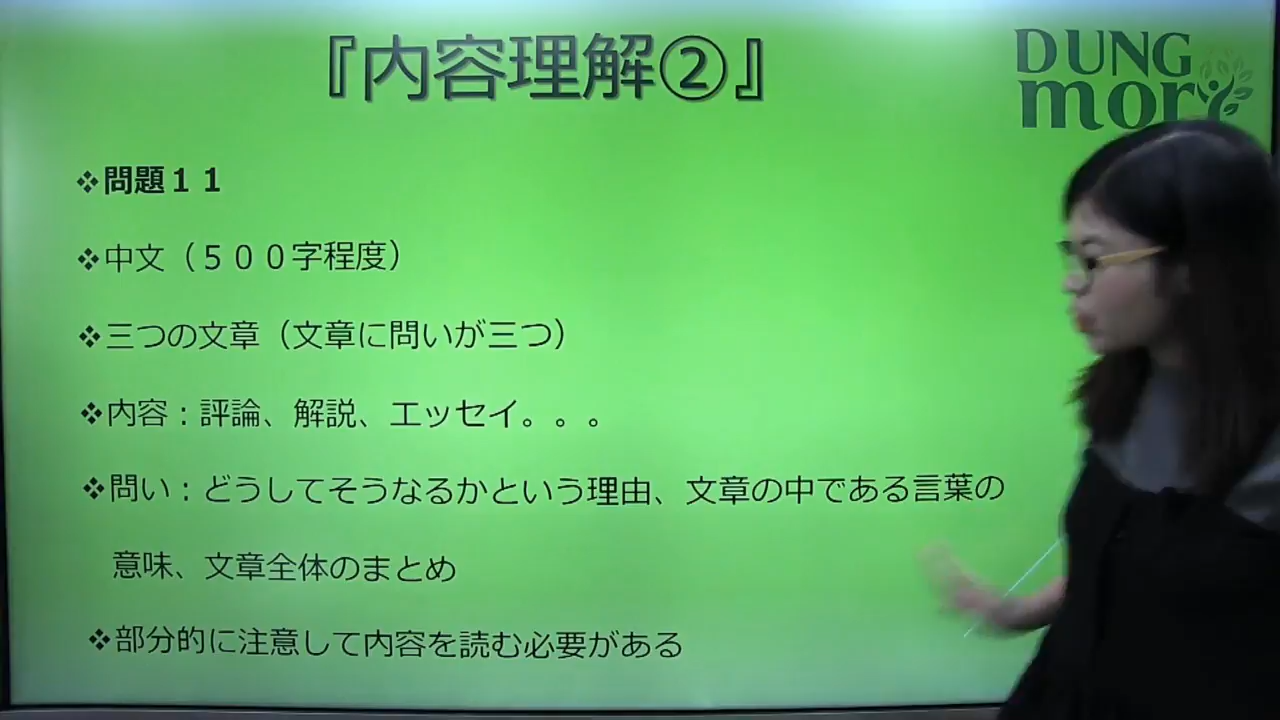 『内容理解②』
DUNG
mori
❖問題１１
❖中文（５００字程度）
❖三つの文章（文章に問いが三つ）
❖内容：評論、解説、エッセイ。。。
❖問い：どうしてそうなるかという理由、文章の中である言葉の
意味、文章全体のまとめ
❖部分的に注意して内容を読む必要がある